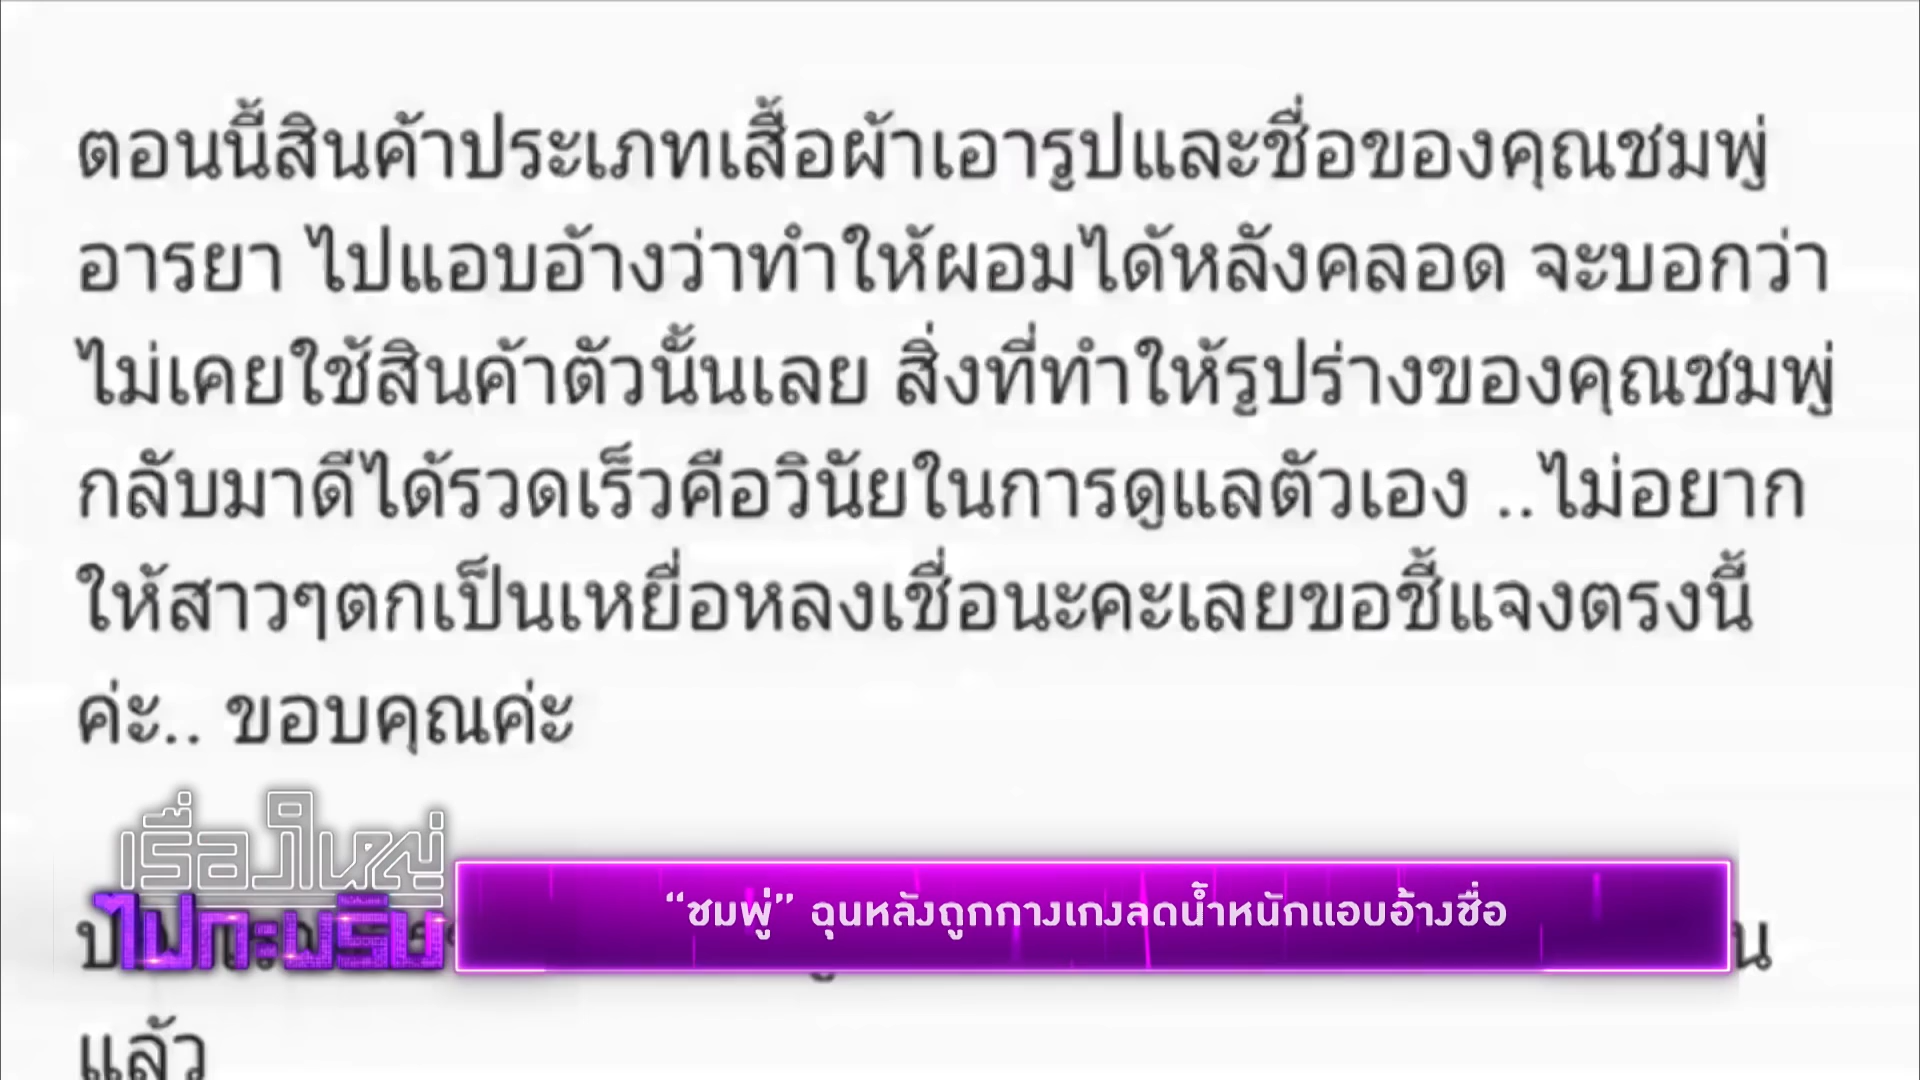 ตอนนี้สินค้าประเภทเสื้อผ้าเอารูปและชื่อของคุณชมพู่
อารยา ไปแอบอ้างว่าทำให้ผอมได้หลังคลอด จะบอกว่า
ไม่เคยใช้สินค้าตัวนั้นเลย สิ่งที่ทำให้รูปร่างของคุณชมพู่
กลับมาดีได้รวดเร็วคือวินัยในการดูแลตัวเอง ..ไม่อยาก
ให้สาวๆตกเป็นเหยื่อหลงเชื่อนะคะเลยขอชี้แจงตรงนี้
ค่ะ.. ขอบคุณค่ะ
เรื่องใหญ่
ไฟกะพริบ
“ชมพู่” ฉุนหลังถูกกางเกงลดน้ำหนักแอบอ้างชื่อ
แล้ว